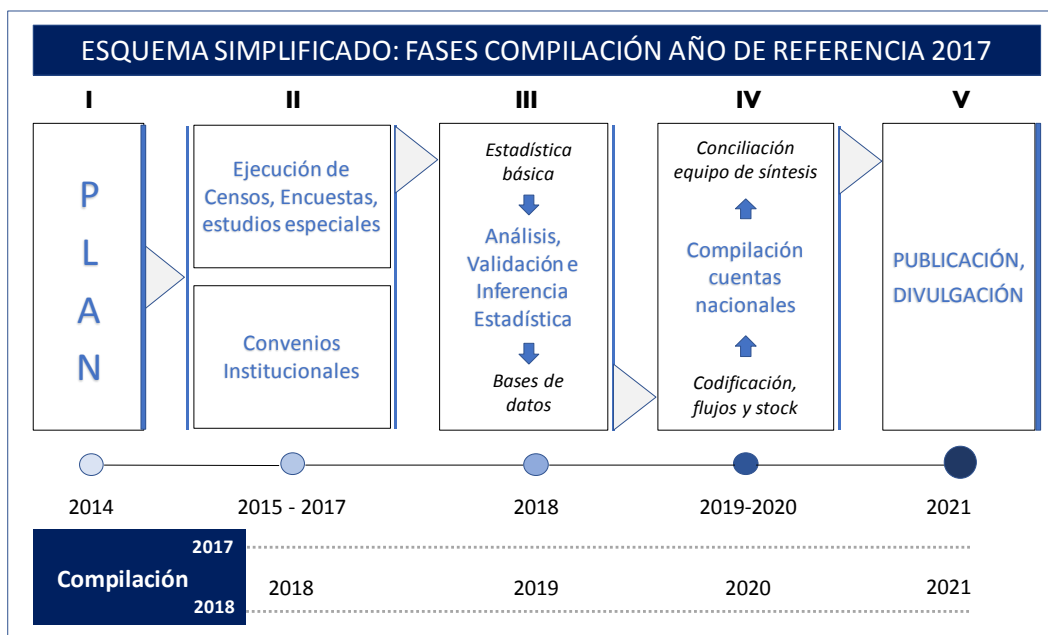 ESQUEMA SIMPLIFICADO: FASES COMPILACIÓN AÑO DE REFERENCIA 2017
I
II
III
IV
V
P
L
A
N
Ejecución de
Censos, Encuestas,
estudios especiales
Convenios
Institucionales
Estadística
básica
Análisis,
Validación e
Inferencia
Estadística
Bases de
datos
Conciliación
equipo de síntesis
Compilación
cuentas
nacionales
Codificación,
flujos y stock
PUBLICACIÓN,
DIVULGACIÓN
2014
2015 - 2017
2018
2019-2020
2021
2017
Compilación
2018
2018
2019
2020
2021